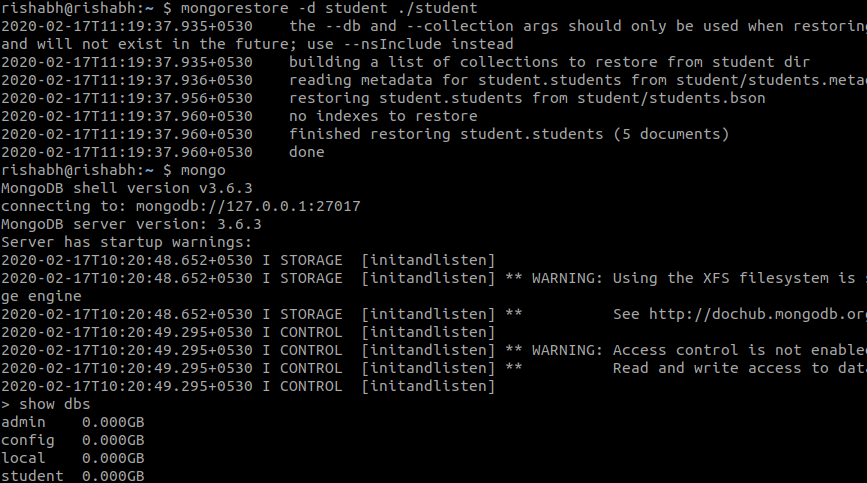 rishabh@rishabh:~ $ mongorestore -d student ./student
2020-02-17T11:19:37.935+0530 the --db and --collection args should only be used when restoring
and will not exist in the future; use --nsInclude instead
2020-02-17T11:19:37.935+0530 building a list of collections to restore from student dir
2020-02-17T11:19:37.936+0530 reading metadata for student.students from student/students.meta
2020-02-17T11:19:37.956+0530 restoring student.students from student/students.bson
2020-02-17T11:19:37.960+0530 no indexes to restore
2020-02-17T11:19:37.960+0530 finished restoring student.students (5 documents)
2020-02-17T11:19:37.960+0530 done
rishabh@rishabh:~ $ mongo
MongoDB shell version v3.6.3
connecting to: mongodb://127.0.0.1:27017
MongoDB server version: 3.6.3
Server has startup warnings:
2020-02-17T10:20:48.652+0530 I STORAGE [initandlisten]
2020-02-17T10:20:48.652+0530 I STORAGE [initandlisten] ** WARNING: Using the XFS filesystem is s
ge engine
2020-02-17T10:20:48.652+0530 I STORAGE [initandlisten] ** See http://dochub.mongodb.org
2020-02-17T10:20:49.295+0530 I CONTROL [initandlisten]
2020-02-17T10:20:49.295+0530 I CONTROL [initandlisten] ** WARNING: Access control is not enabled
2020-02-17T10:20:49.295+0530 I CONTROL [initandlisten] ** Read and write access to data
2020-02-17T10:20:49.295+0530 I CONTROL [initandlisten]
> show dbs
admin 0.000GB
config 0.000GB
local 0.000GB
student 0.000GB